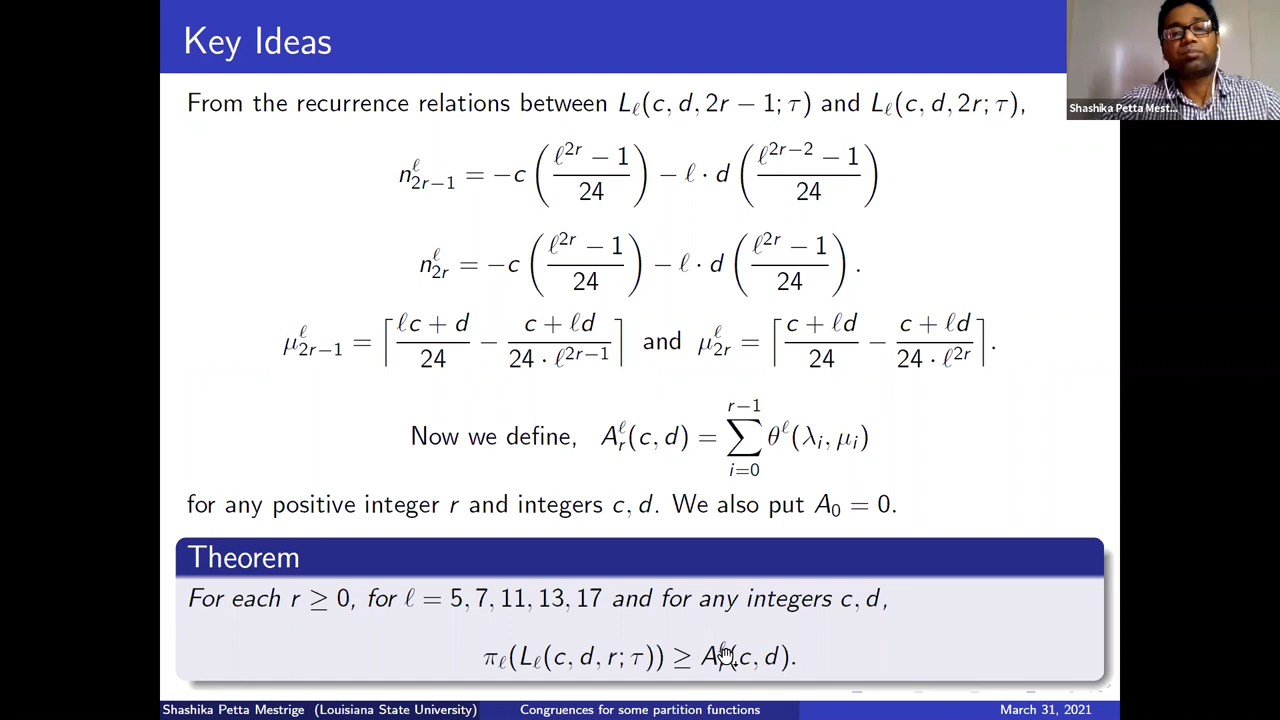 Key Ideas
Shashika Petta Mest...
From the recurrence relations between L_ℓ(c, d, 2r − 1; τ) and L_ℓ(c, d, 2r; τ),
n^ℓ_{2r−1} = −c ( (ℓ^{2r} − 1)/24 ) − ℓ · d ( (ℓ^{2r−2} − 1)/24 )
n^ℓ_{2r} = −c ( (ℓ^{2r} − 1)/24 ) − ℓ · d ( (ℓ^{2r} − 1)/24 ) .
μ^ℓ_{2r−1} = ⌈ (ℓc + d)/24 − (c + ℓd)/(24 · ℓ^{2r−1}) ⌉ and μ^ℓ_{2r} = ⌈ (c + ℓd)/24 − (c + ℓd)/(24 · ℓ^{2r}) ⌉ .
Now we define, A^ℓ_r(c, d) = ∑_{i=0}^{r−1} θ^ℓ(λ_i, μ_i)
for any positive integer r and integers c, d. We also put A_0 = 0.
Theorem
For each r ≥ 0, for ℓ = 5, 7, 11, 13, 17 and for any integers c, d,
π_ℓ(L_ℓ(c, d, r; τ)) ≥ A^ℓ_r(c, d).
Shashika Petta Mestrige (Louisiana State University)
Congruences for some partition functions
March 31, 2021